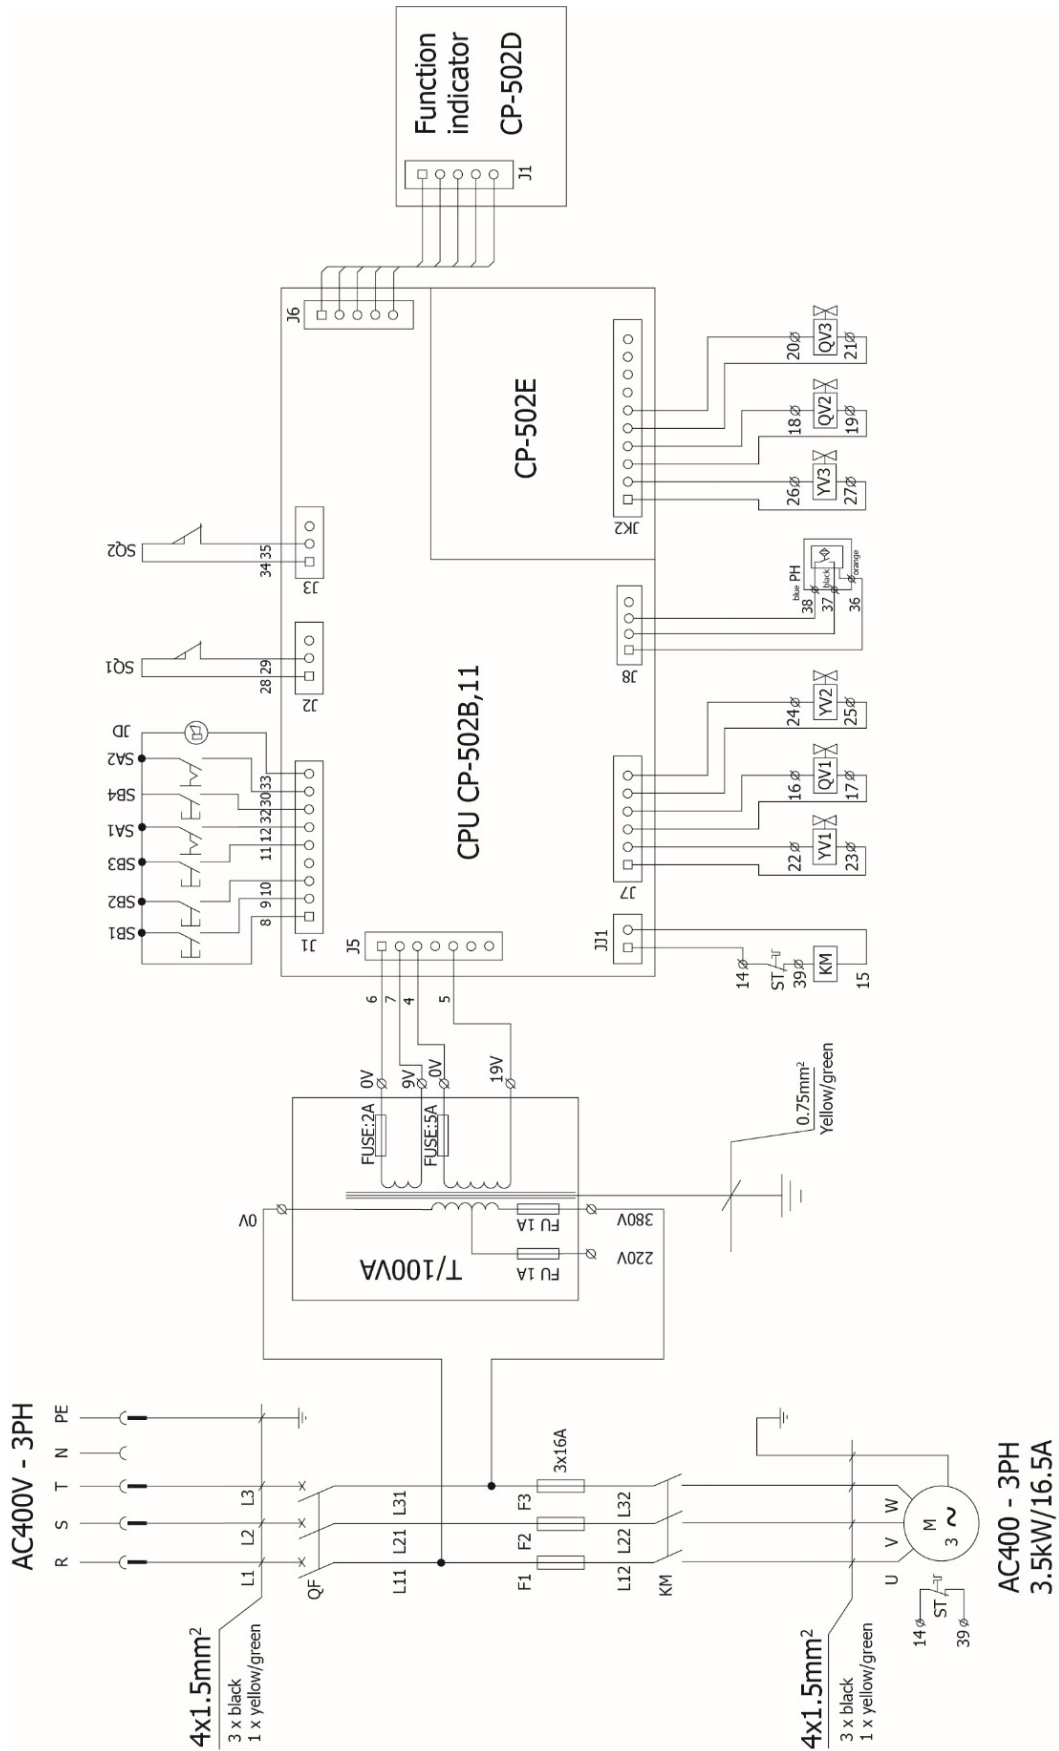 AC400V - 3PH
R
S
T
N
PE
4x1.5mm²
3 x black
1 x yellow/green
L1
L2
L3
QF
L11
L21
L31
F1
F2
F3
3x16A
L12
L22
L32
KM
4x1.5mm²
3 x black
1 x yellow/green
U
V
W
M
3 ~
14
ST
39
AC400 - 3PH
3.5kW/16.5A
0V
T/100VA
FU 1A
FU 1A
220V
380V
FUSE:2A
FUSE:5A
0V
9V
0V
19V
0.75mm²
Yellow/green
6
7
4
5
J5
SB1
SB2
SB3
SA1
SB4
SA2
JD
8
9
10
11
12
32
30
33
J1
SQ1
28
29
J2
SQ2
34
35
J3
CPU CP-502B,11
CP-502E
J6
Function
indicator
CP-502D
J1
JJ1
14
ST
39
KM
15
J7
22
YV1
23
16
QV1
17
24
YV2
25
J8
blue
PH
black
orange
38
37
36
JK2
26
YV3
27
18
QV2
19
20
QV3
21